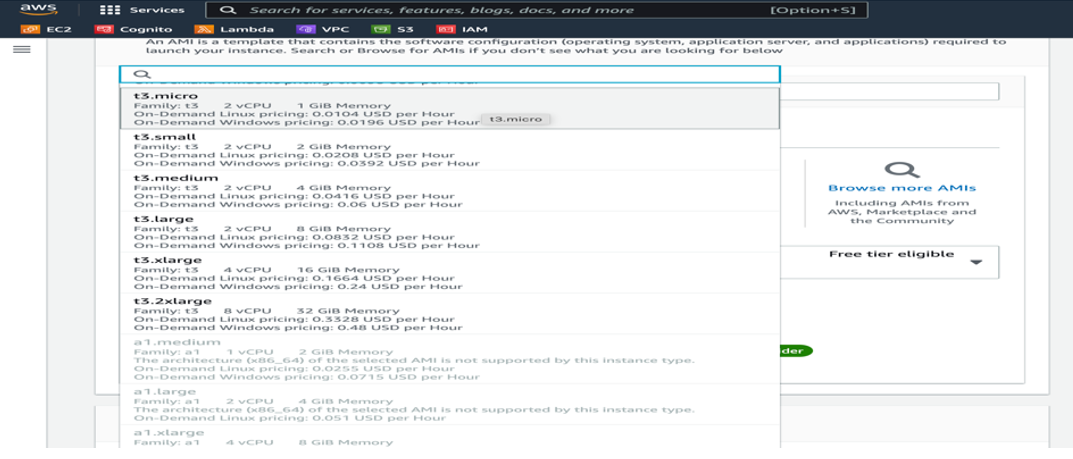 aws
Services
Search for services, features, blogs, docs, and more
[Option+S]
EC2
Cognito
Lambda
VPC
S3
IAM
An AMI is a template that contains the software configuration (operating system, application server, and applications) required to
launch your instance. Search or Browse for AMIs if you don't see what you are looking for below
t3.micro
Family: t3 2 vCPU 1 GiB Memory
On-Demand Linux pricing: 0.0104 USD per Hour
On-Demand Windows pricing: 0.0196 USD per Hour
t3.micro
t3.small
Family: t3 2 vCPU 2 GiB Memory
On-Demand Linux pricing: 0.0208 USD per Hour
On-Demand Windows pricing: 0.0392 USD per Hour
t3.medium
Family: t3 2 vCPU 4 GiB Memory
On-Demand Linux pricing: 0.0416 USD per Hour
On-Demand Windows pricing: 0.06 USD per Hour
t3.large
Family: t3 2 vCPU 8 GiB Memory
On-Demand Linux pricing: 0.0832 USD per Hour
On-Demand Windows pricing: 0.1108 USD per Hour
t3.xlarge
Family: t3 4 vCPU 16 GiB Memory
On-Demand Linux pricing: 0.1664 USD per Hour
On-Demand Windows pricing: 0.24 USD per Hour
t3.2xlarge
Family: t3 8 vCPU 32 GiB Memory
On-Demand Linux pricing: 0.3328 USD per Hour
On-Demand Windows pricing: 0.48 USD per Hour
a1.medium
Family: a1 1 vCPU 2 GiB Memory
The architecture (x86_64) of the selected AMI is not supported by this instance type.
On-Demand Linux pricing: 0.0255 USD per Hour
On-Demand Windows pricing: 0.0715 USD per Hour
a1.large
Family: a1 2 vCPU 4 GiB Memory
The architecture (x86_64) of the selected AMI is not supported by this instance type.
On-Demand Linux pricing: 0.051 USD per Hour
a1.xlarge
Family: a1 4 vCPU 8 GiB Memory
Browse more AMIs
Including AMIs from
AWS, Marketplace and
the Community
Free tier eligible
der